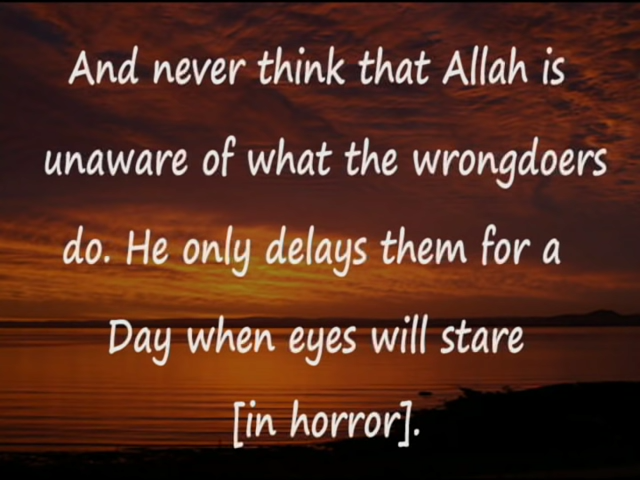 And never think that Allah is
unaware of what the wrongdoers
do. He only delays them for a
Day when eyes will stare
[in horror].